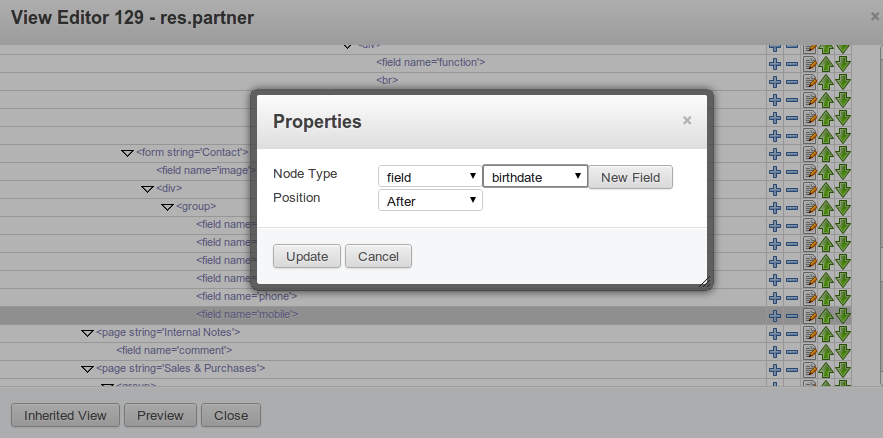 View Editor 129 - res.partner
×
<div>
<field name='function'>
<br>
Properties
×
<form string='Contact'>
<field name='image'>
Node Type
field
birthdate
New Field
<div>
Position
After
<group>
<field name=
<field name=
<field name=
Update
Cancel
<field name=
<field name=
<field name='phone'>
<field name='mobile'>
<page string='Internal Notes'>
<field name='comment'>
<page string='Sales & Purchases'>
<group>
Inherited View
Preview
Close